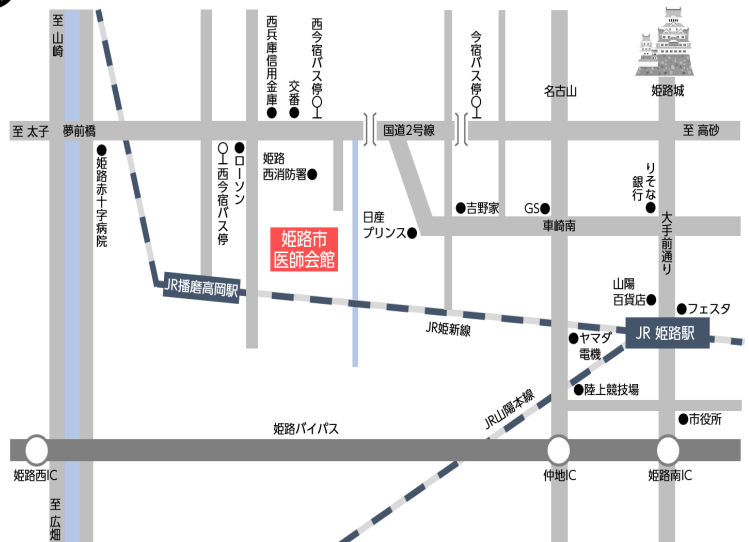 至 山崎
西兵庫信用金庫
交番
西今宿バス停
今宿バス停
名古山
姫路城
至 太子
夢前橋
国道2号線
至 高砂
姫路赤十字病院
西今宿バス停
ローソン
姫路
西消防署
りそな
銀行
吉野家
GS
日産
プリンス
車崎南
大手前通り
姫路市
医師会館
JR播磨高岡駅
山陽
百貨店
フェスタ
JR姫新線
JR 姫路駅
ヤマダ
電機
陸上競技場
JR山陽本線
市役所
姫路バイパス
姫路西IC
仲地IC
姫路南IC
至 広畑